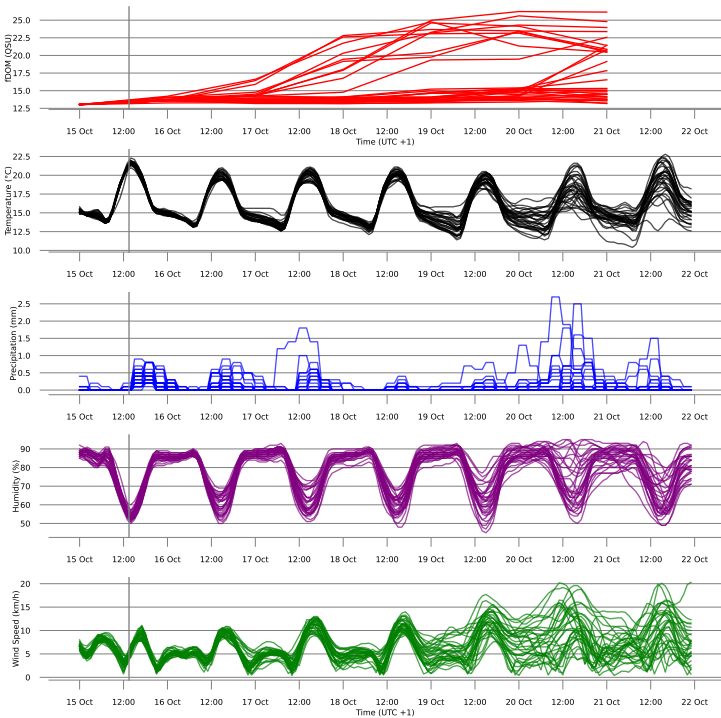 25.0
22.5
20.0
17.5
15.0
12.5
TDOM (QSU)
15 Oct 12:00 16 Oct 12:00 17 Oct 12:00 18 Oct 12:00 19 Oct 12:00 20 Oct 12:00 21 Oct 12:00 22 Oct
Time (UTC +1)
22.5
20.0
17.5
15.0
12.5
10.0
Temperature (°C)
15 Oct 12:00 16 Oct 12:00 17 Oct 12:00 18 Oct 12:00 19 Oct 12:00 20 Oct 12:00 21 Oct 12:00 22 Oct
2.5
2.0
1.5
1.0
0.5
0.0
Precipitation (mm)
15 Oct 12:00 16 Oct 12:00 17 Oct 12:00 18 Oct 12:00 19 Oct 12:00 20 Oct 12:00 21 Oct 12:00 22 Oct
90
80
70
60
50
Humidity (%)
15 Oct 12:00 16 Oct 12:00 17 Oct 12:00 18 Oct 12:00 19 Oct 12:00 20 Oct 12:00 21 Oct 12:00 22 Oct
20
15
10
5
0
Wind Speed (km/h)
15 Oct 12:00 16 Oct 12:00 17 Oct 12:00 18 Oct 12:00 19 Oct 12:00 20 Oct 12:00 21 Oct 12:00 22 Oct
Time (UTC +1)